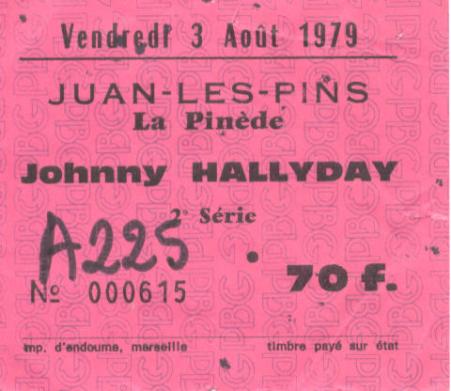 Vendredi 3 Août 1979
JUAN-LES-PINS
La Pinède
Johnny HALLYDAY
2e Série
A225
70 f.
No 000615
imp. d'endoume, marseille timbre payé sur état